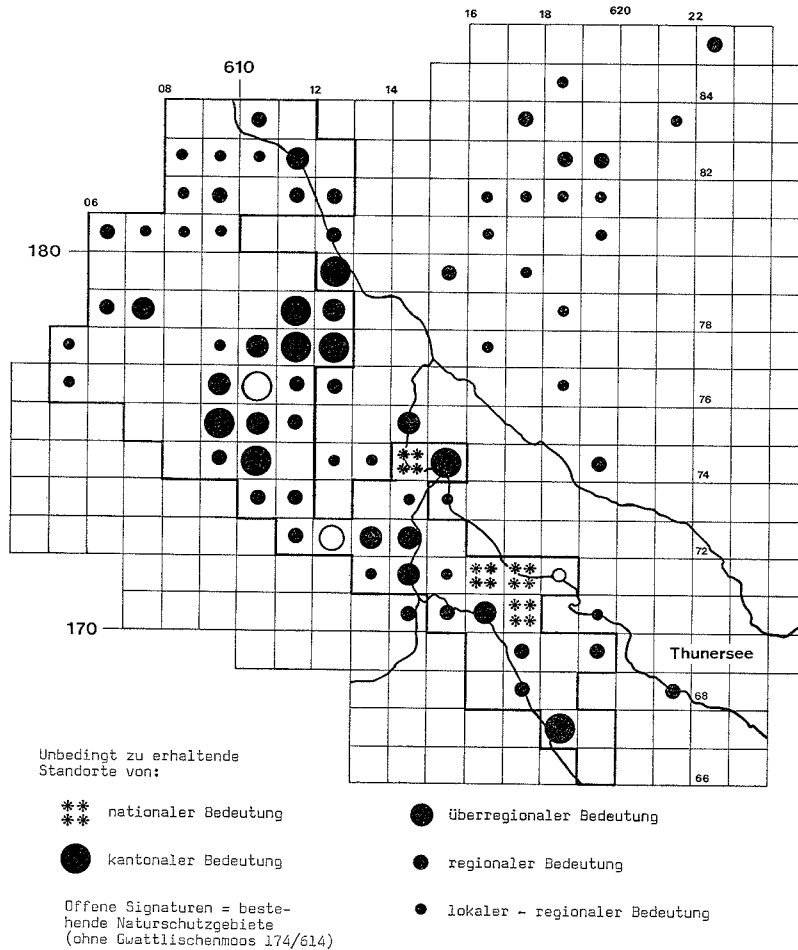 16 18 620 22
610
08 12 14
84
82
06
180
78
76
74
72
170
Thunersee
68
66
Unbedingt zu erhaltende
Standorte von:
nationaler Bedeutung
überregionaler Bedeutung
kantonaler Bedeutung
regionaler Bedeutung
Offene Signaturen = beste-
hende Naturschutzgebiete
(ohne Gwattlischenmoos 174/614)
lokaler - regionaler Bedeutung